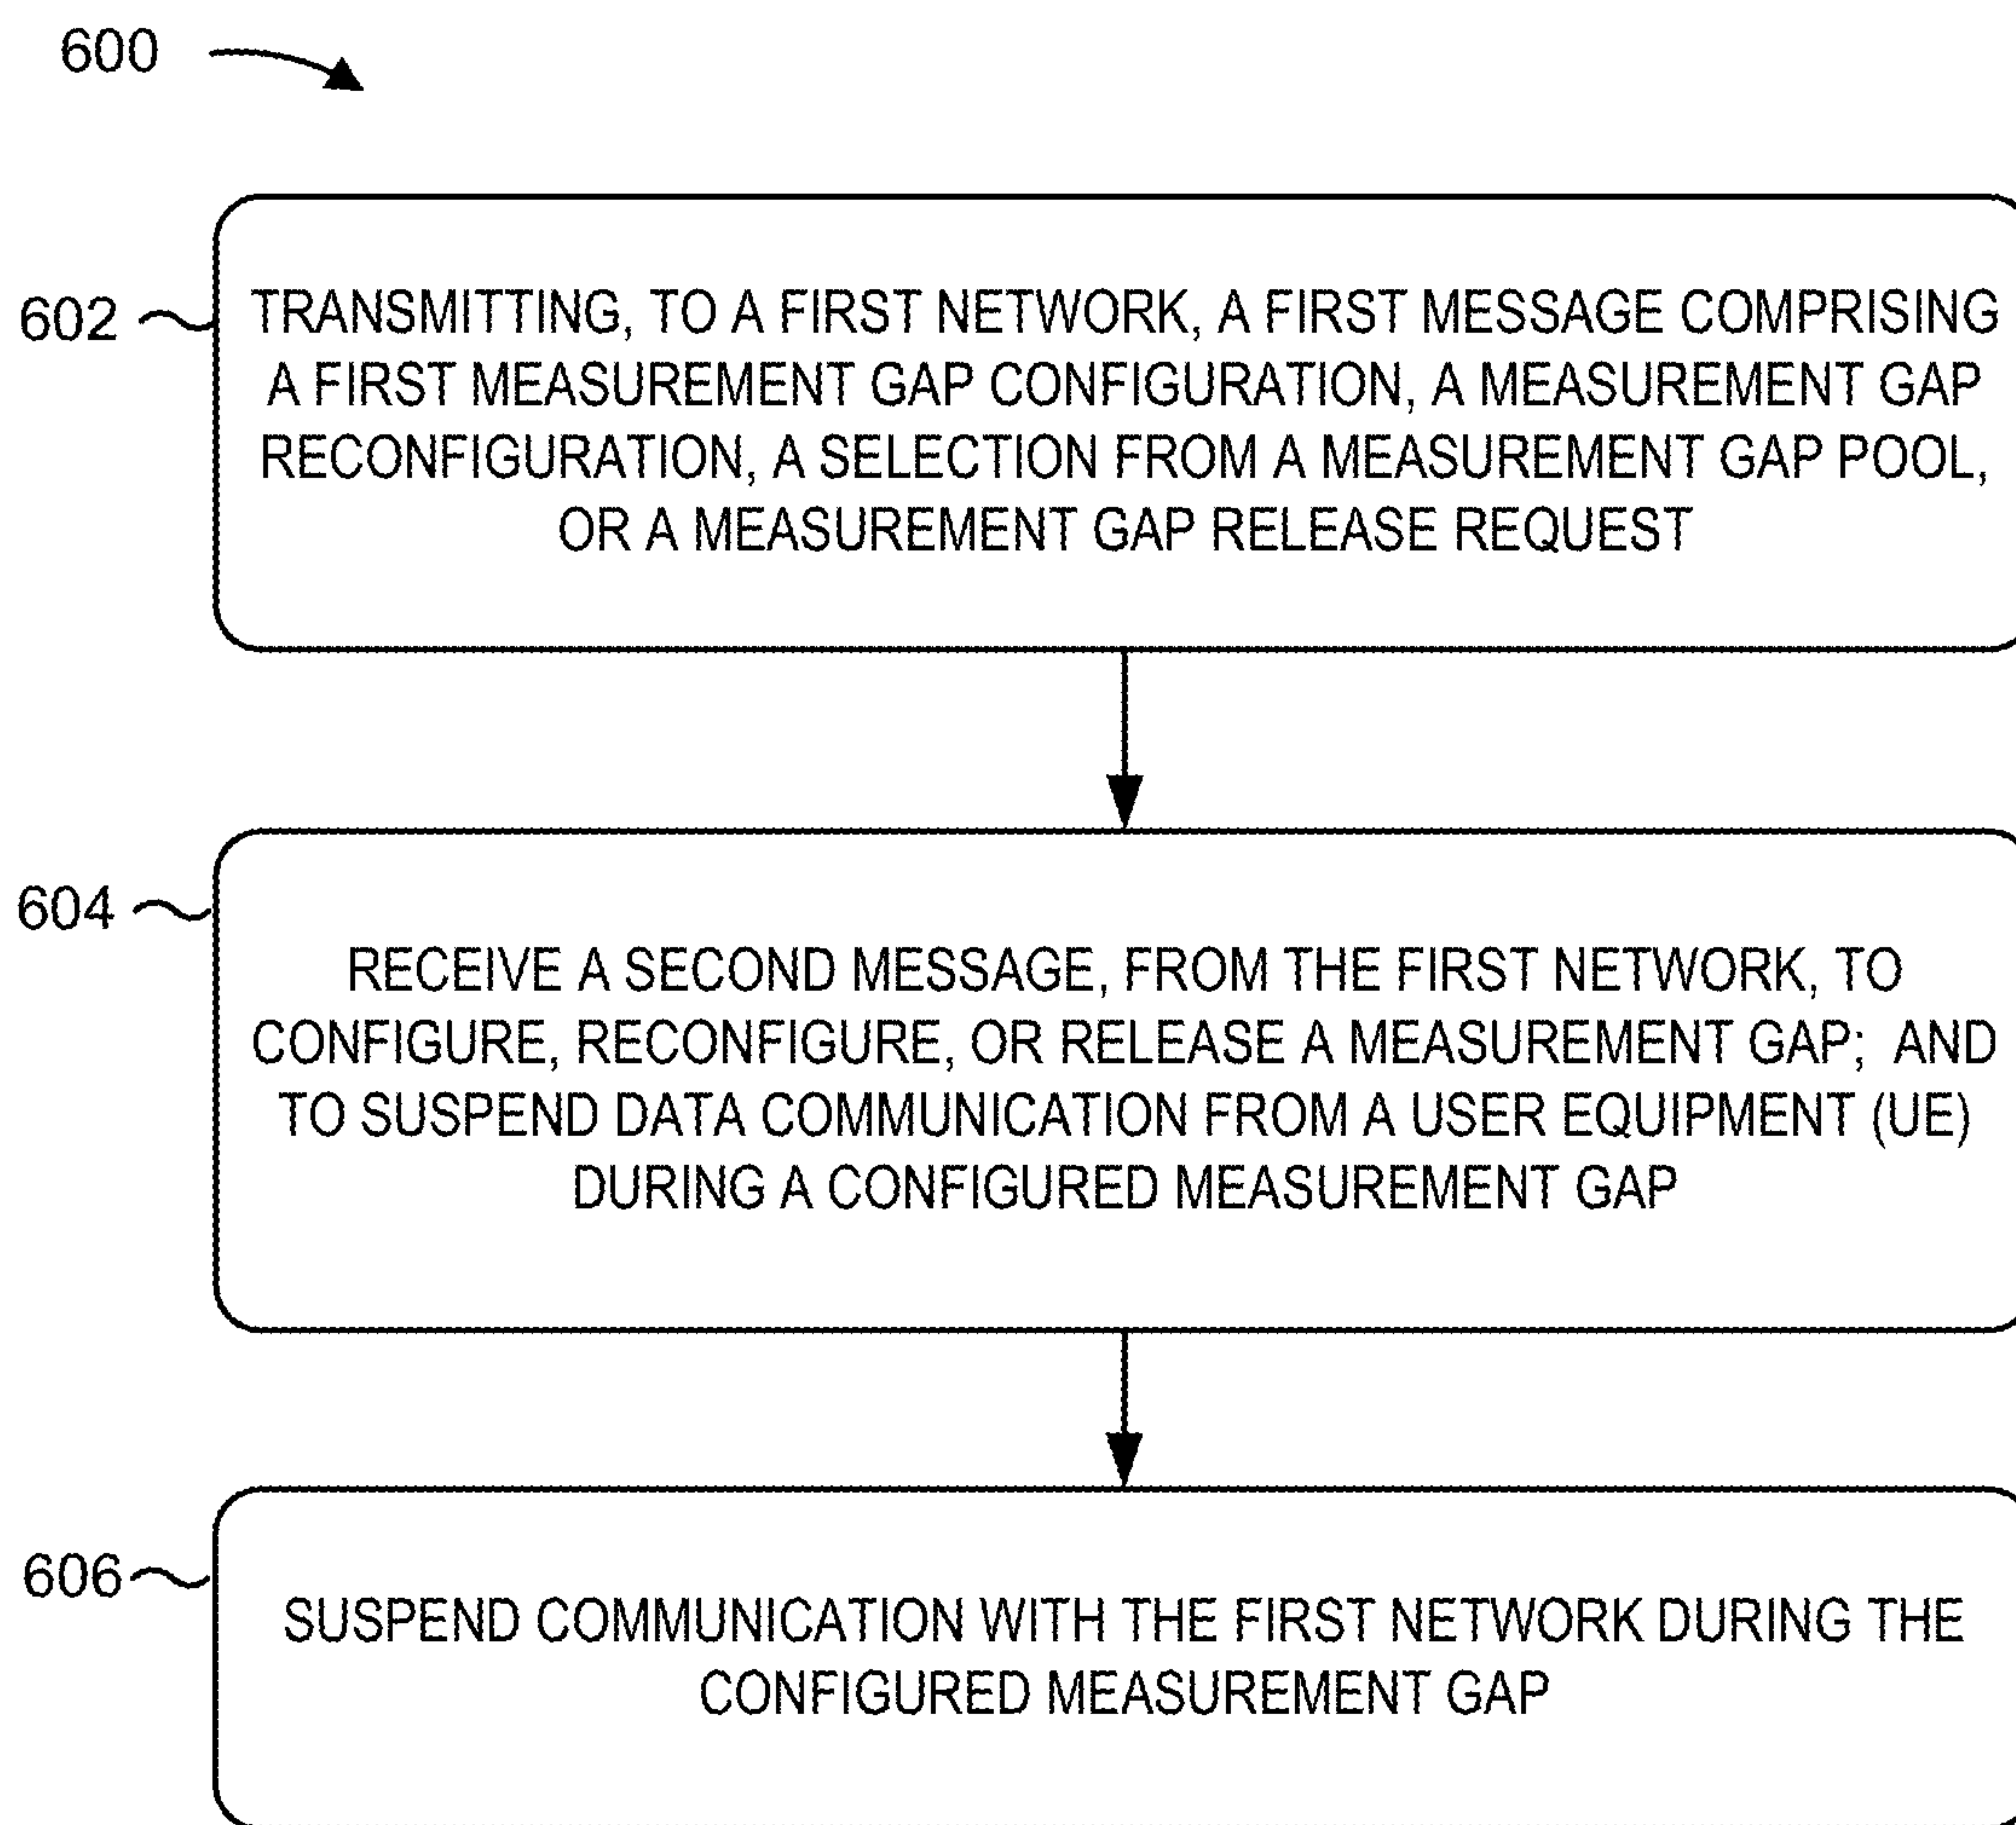 600
602
TRANSMITTING, TO A FIRST NETWORK, A FIRST MESSAGE COMPRISING
A FIRST MEASUREMENT GAP CONFIGURATION, A MEASUREMENT GAP
RECONFIGURATION, A SELECTION FROM A MEASUREMENT GAP POOL,
OR A MEASUREMENT GAP RELEASE REQUEST
604
RECEIVE A SECOND MESSAGE, FROM THE FIRST NETWORK, TO
CONFIGURE, RECONFIGURE, OR RELEASE A MEASUREMENT GAP; AND
TO SUSPEND DATA COMMUNICATION FROM A USER EQUIPMENT (UE)
DURING A CONFIGURED MEASUREMENT GAP
606
SUSPEND COMMUNICATION WITH THE FIRST NETWORK DURING THE
CONFIGURED MEASUREMENT GAP